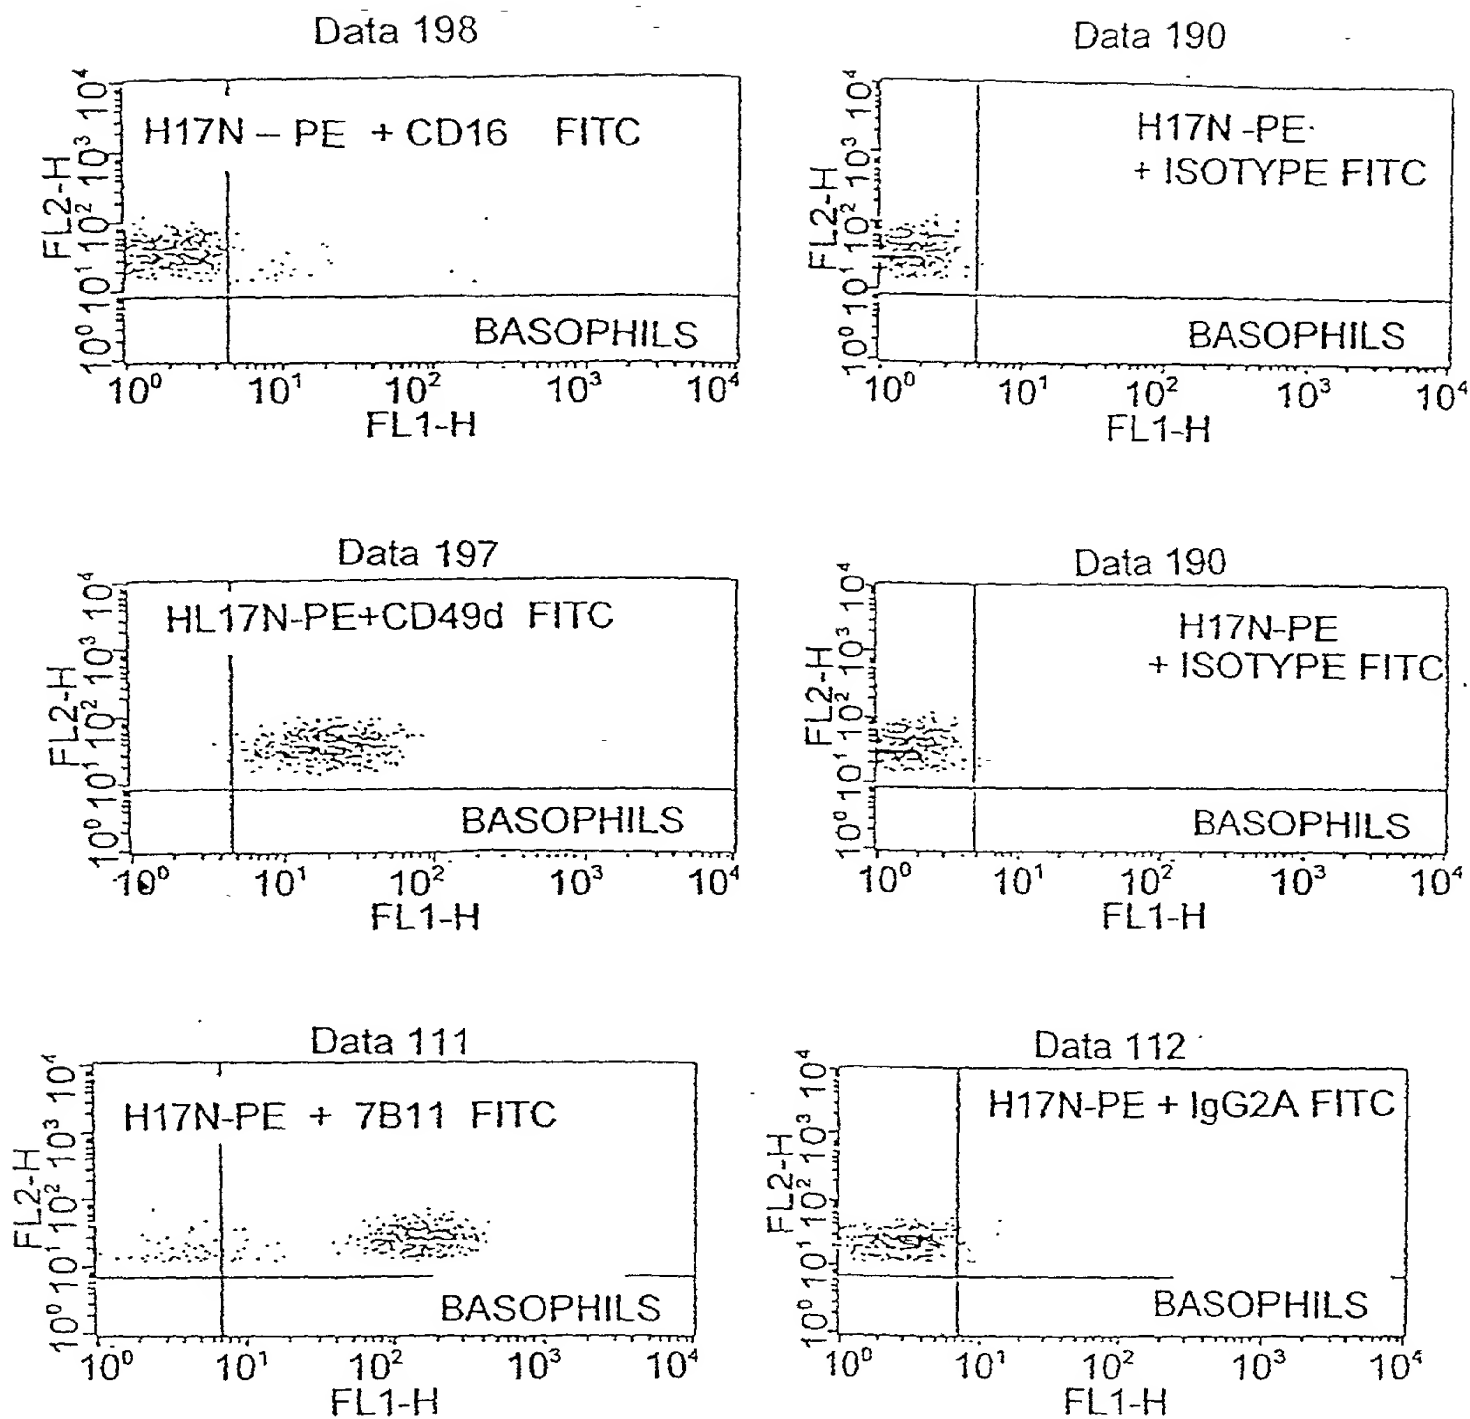 Data 198
10⁰ 10¹ 10² 10³ 10⁴
FL2-H
H17N – PE + CD16 FITC
BASOPHILS
10⁰ 10¹ 10² 10³ 10⁴
FL1-H
Data 190
10⁰ 10¹ 10² 10³ 10⁴
FL2-H
H17N -PE
+ ISOTYPE FITC
BASOPHILS
10⁰ 10¹ 10² 10³ 10⁴
FL1-H
Data 197
10⁰ 10¹ 10² 10³ 10⁴
FL2-H
HL17N-PE+CD49d FITC
BASOPHILS
10⁰ 10¹ 10² 10³ 10⁴
FL1-H
Data 190
10⁰ 10¹ 10² 10³ 10⁴
FL2-H
H17N-PE
+ ISOTYPE FITC
BASOPHILS
10⁰ 10¹ 10² 10³ 10⁴
FL1-H
Data 111
10⁰ 10¹ 10² 10³ 10⁴
FL2-H
H17N-PE + 7B11 FITC
BASOPHILS
10⁰ 10¹ 10² 10³ 10⁴
FL1-H
Data 112
10⁰ 10¹ 10² 10³ 10⁴
FL2-H
H17N-PE + IgG2A FITC
BASOPHILS
10⁰ 10¹ 10² 10³ 10⁴
FL1-H